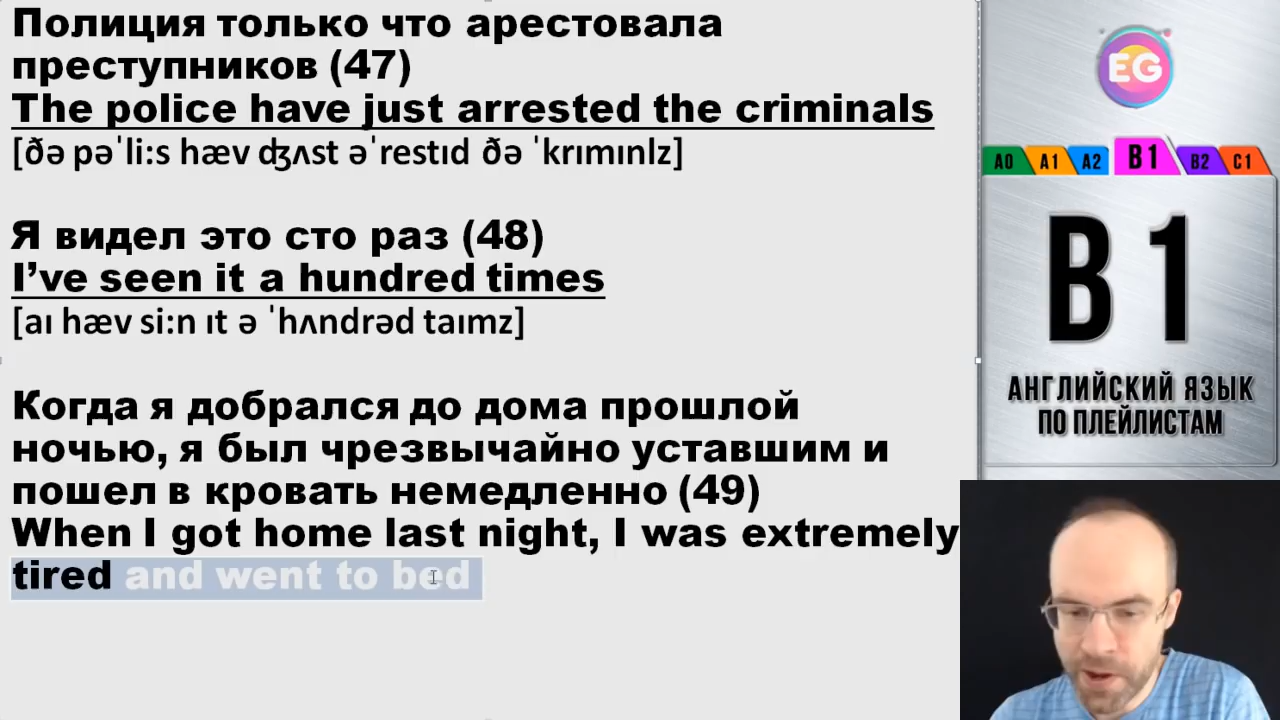 Полиция только что арестовала
преступников (47)
The police have just arrested the criminals
[ðə pəˈli:s hæv ʤʌst əˈrestɪd ðə ˈkrɪmɪnlz]
Я видел это сто раз (48)
I’ve seen it a hundred times
[aɪ hæv si:n ɪt ə ˈhʌndrəd taɪmz]
Когда я добрался до дома прошлой
ночью, я был чрезвычайно уставшим и
пошел в кровать немедленно (49)
When I got home last night, I was extremely
tired and went to bed
EG
A0 A1 A2 B1 B2 C1
B1
АНГЛИЙСКИЙ ЯЗЫК
ПО ПЛЕЙЛИСТАМ